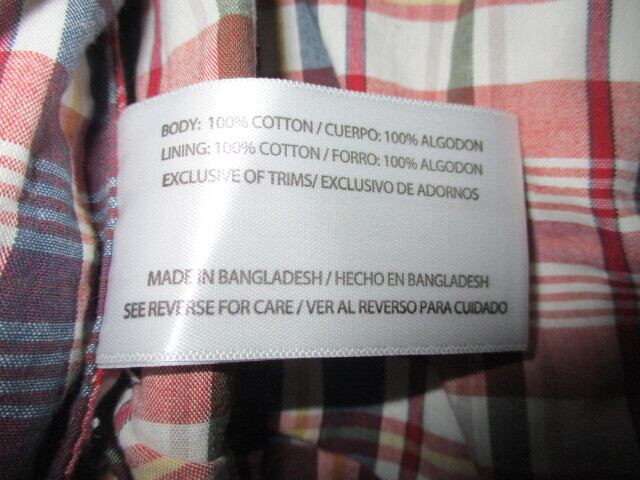 BODY: 100% COTTON / CUERPO: 100% ALGODON
LINING: 100% COTTON / FORRO: 100% ALGODON
EXCLUSIVE OF TRIMS/ EXCLUSIVO DE ADORNOS
MADE IN BANGLADESH / HECHO EN BANGLADESH
SEE REVERSE FOR CARE / VER AL REVERSO PARA CUIDADO